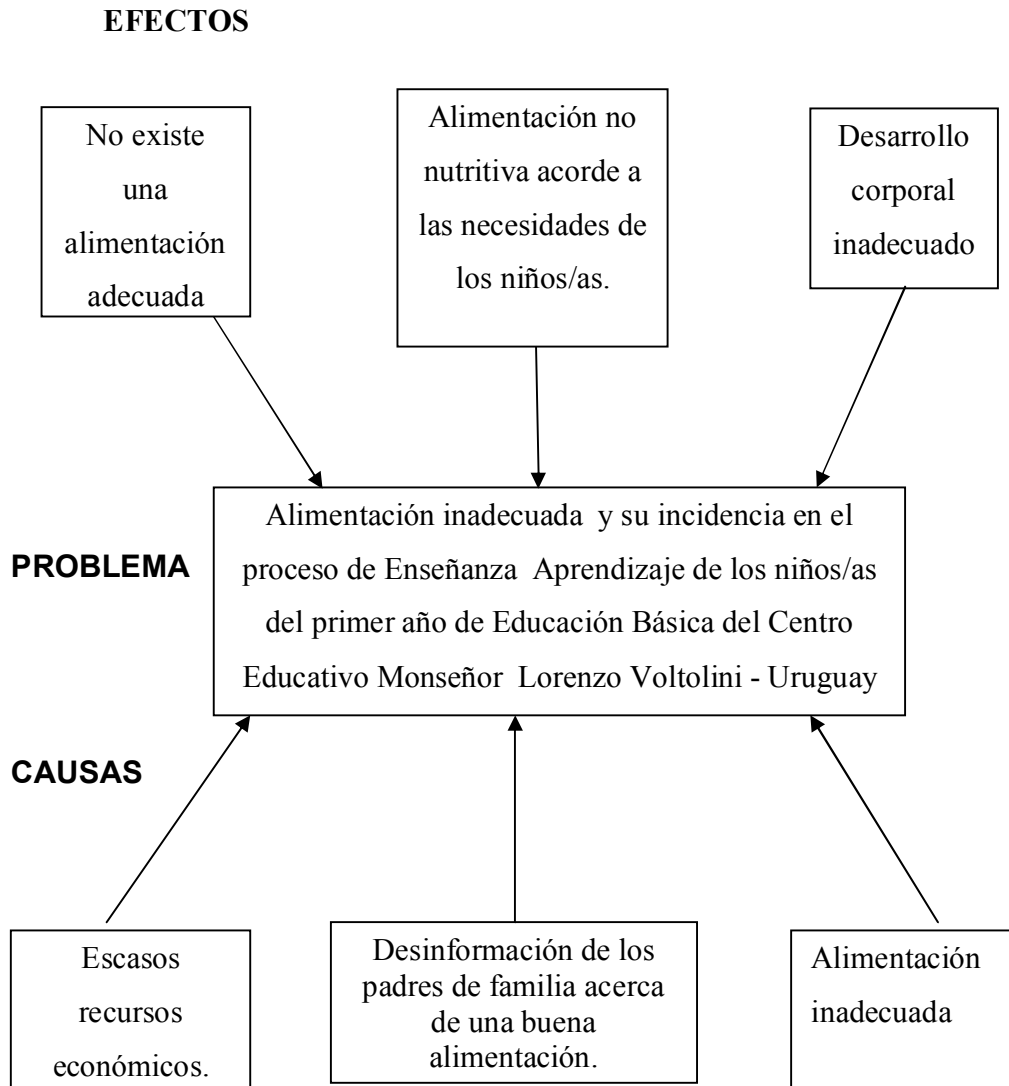 EFECTOS
No existe
una
alimentación
adecuada
Alimentación no
nutritiva acorde a
las necesidades de
los niños/as.
Desarrollo
corporal
inadecuado
PROBLEMA
Alimentación inadecuada y su incidencia en el
proceso de Enseñanza Aprendizaje de los niños/as
del primer año de Educación Básica del Centro
Educativo Monseñor Lorenzo Voltolini - Uruguay
CAUSAS
Escasos
recursos
económicos.
Desinformación de los
padres de familia acerca
de una buena
alimentación.
Alimentación
inadecuada